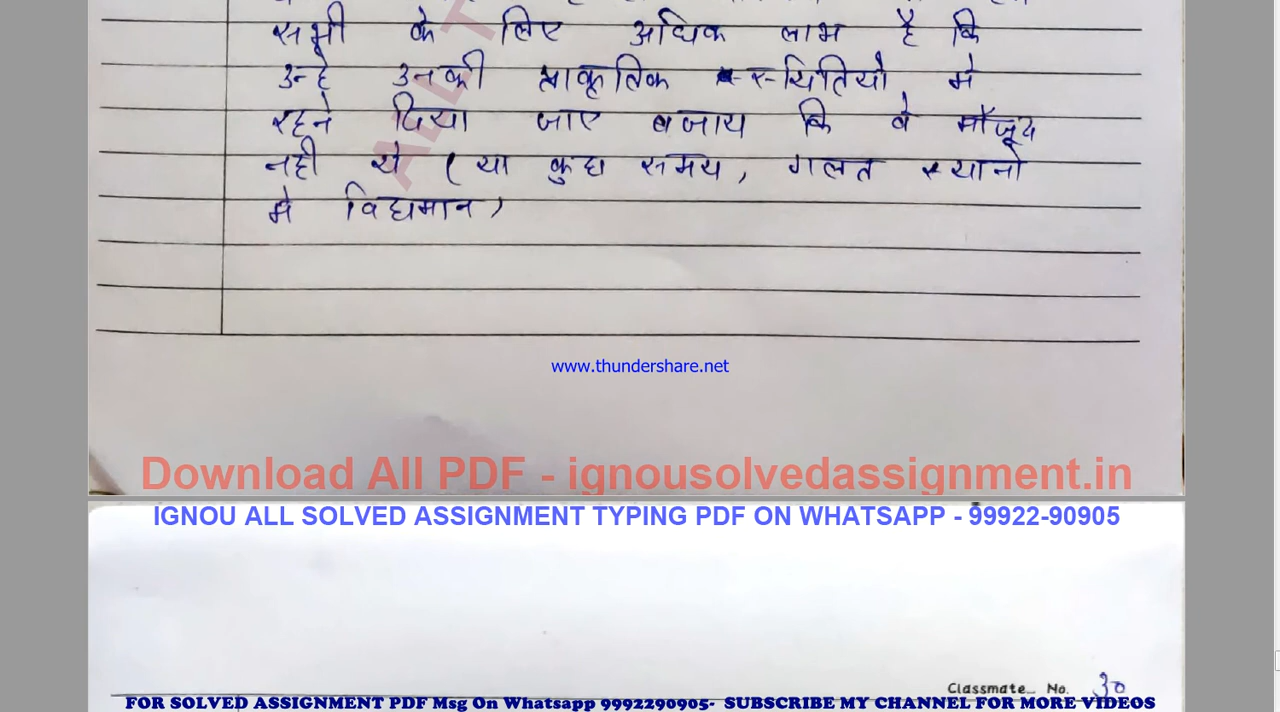 सभी के लिए अधिक लाभ है कि
उन्हे उनकी प्राकृतिक स्थितियो मे
रहने दिया जाए बजाय कि वे मौजूद
नही थे (या कुछ समय, गलत स्थानो
मे विद्यमान)
www.thundershare.net
Download All PDF - ignousolvedassignment.in
IGNOU ALL SOLVED ASSIGNMENT TYPING PDF ON WHATSAPP - 99922-90905
Classmate No. 30
FOR SOLVED ASSIGNMENT PDF Msg On Whatsapp 9992290905- SUBSCRIBE MY CHANNEL FOR MORE VIDEOS